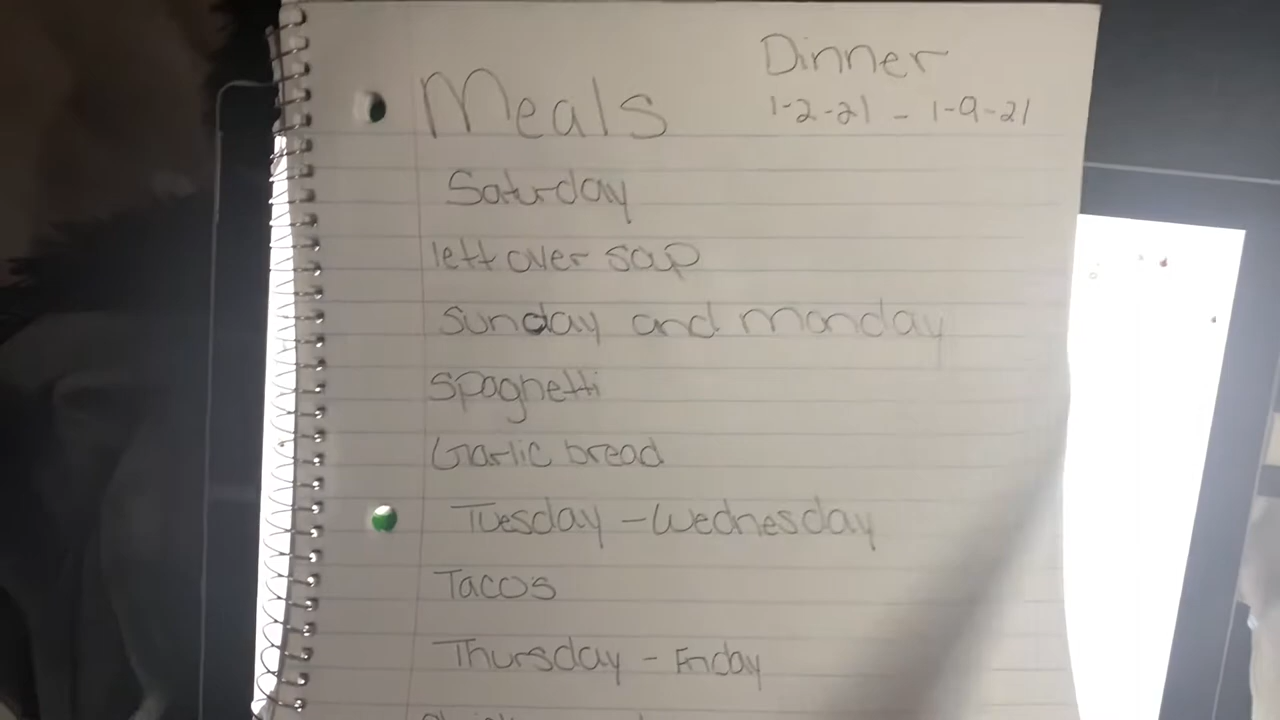 Dinner
Meals
1-2-21 - 1-9-21
Saturday
left over soup
Sunday and monday
Spaghetti
Garlic bread
Tuesday - Wednesday
Tacos
Thursday - Friday